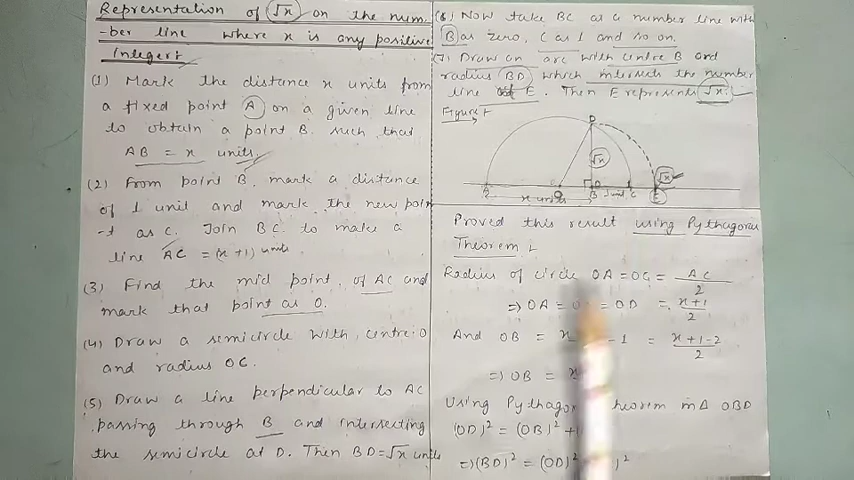 Representation of √x on the num-
-ber line where x is any positive
Integer:
(1) Mark the distance x units from
a fixed point A on a given line
to obtain a point B. such that
AB = x units.
(2) From point B, mark a distance
of 1 unit and mark the new poin
-t as C. Join BC. to make a
line AC = (x+1) units
(3) Find the mid point of AC and
mark that point as O.
(4) Draw a semicircle with centre O
and radius OC.
(5) Draw a line perpendicular to AC
passing through B and intersecting
the semicircle at D. Then BD=√x units
(6) Now take BC as a number line with
B as zero, C as 1 and so on.
(7) Draw an arc with centre B and
radius BD which intersects the number
line at E. Then E represents √x.
Figure:
D
√x
√x
A O B 1 unit C E
x units
Proved this result using Pythagorus
Theorem:
Radius of circle OA = OC = AC/2
⇒ OA = = OD = x+1/2
And OB = - 1 = x+1-2/2
⇒ OB =
Using Pythagor heorem in Δ OBD
(OD)² = (OB)² +
⇒ (BD)² = (OD)² )²